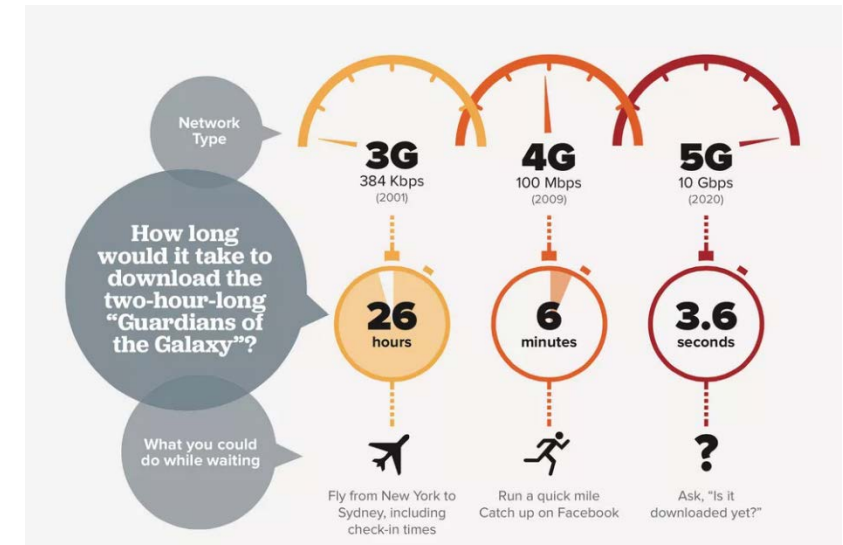 Network
Type
3G
384 Kbps
(2001)
4G
100 Mbps
(2009)
5G
10 Gbps
(2020)
How long
would it take to
download the
two-hour-long
“Guardians of
the Galaxy”?
26
hours
6
minutes
3.6
seconds
What you could
do while waiting
Fly from New York to
Sydney, including
check-in times
Run a quick mile
Catch up on Facebook
?
Ask, “Is it
downloaded yet?”